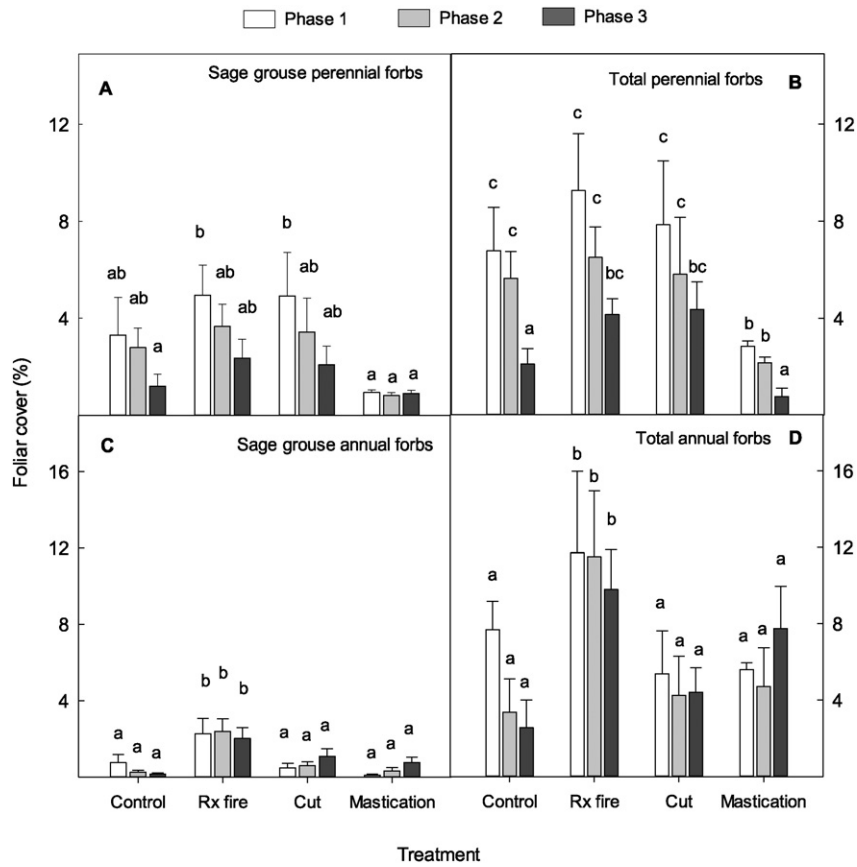 Phase 1 Phase 2 Phase 3
A Sage grouse perennial forbs
12
8
4
ab ab a
b ab ab
b ab ab
a a a
Total perennial forbs B
12
8
4
c c a
c c bc
c c bc
b b a
Foliar cover (%)
C Sage grouse annual forbs
16
12
8
4
a a a
b b b
a a a
a a a
Total annual forbs D
16
12
8
4
a a a
b b b
a a a
a a a
Control Rx fire Cut Mastication
Control Rx fire Cut Mastication
Treatment